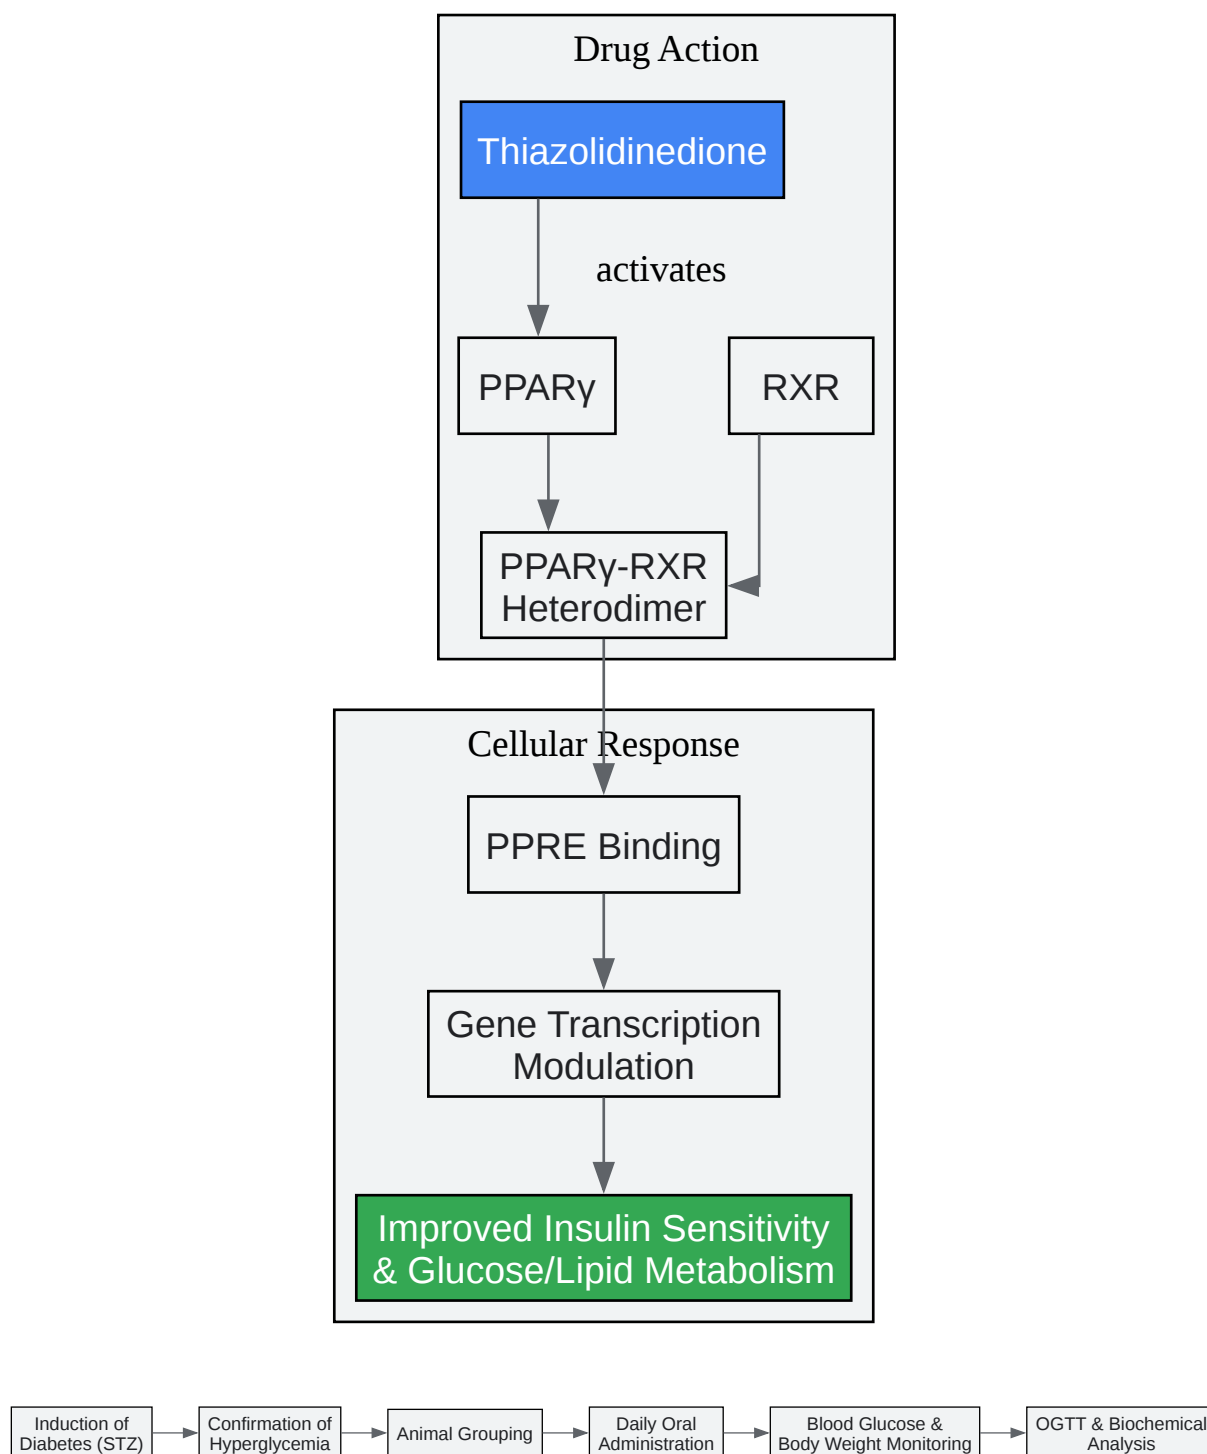 Drug Action
Thiazolidinedione
activates
PPARγ
RXR
PPARγ-RXR
Heterodimer
Cellular Response
PPRE Binding
Gene Transcription
Modulation
Improved Insulin Sensitivity
& Glucose/Lipid Metabolism
Induction of
Diabetes (STZ)
Confirmation of
Hyperglycemia
Animal Grouping
Daily Oral
Administration
Blood Glucose &
Body Weight Monitoring
OGTT & Biochemical
Analysis